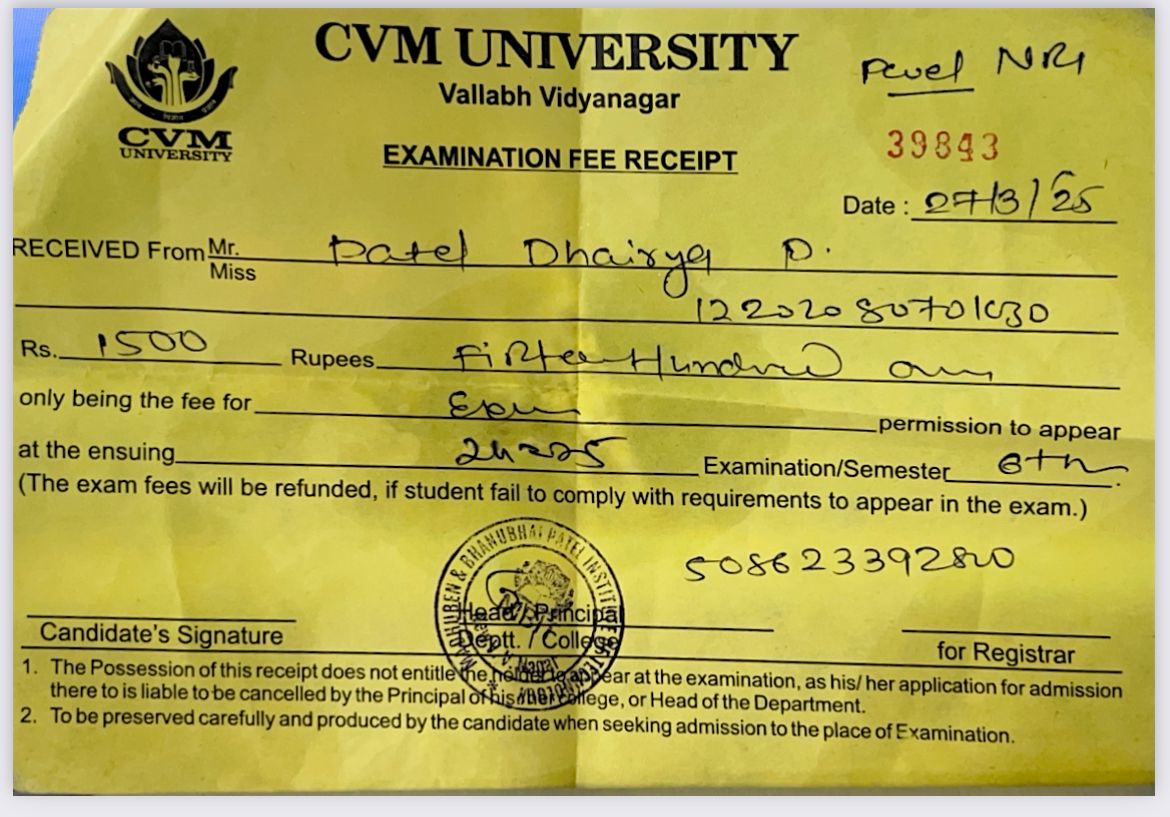 CVM UNIVERSITY
Vallabh Vidyanagar
NRI
CVM
UNIVERSITY
39843
EXAMINATION FEE RECEIPT
Date : 27/3/25
RECEIVED From Mr. Patel Dhairya P.
Miss
Rs. 1500 Rupees Fifteen Hundred
only being the fee for Exam permission to appear
at the ensuing Examination/Semester 6th
(The exam fees will be refunded, if student fail to comply with requirements to appear in the exam.)
MADHUBEN & BHANUBHAI PATEL INSTITUTE OF
Head / Principal
Candidate's Signature Deptt. / College for Registrar
1. The Possession of this receipt does not entitle the holder to appear at the examination, as his/ her application for admission
there to is liable to be cancelled by the Principal of his/her college, or Head of the Department.
2. To be preserved carefully and produced by the candidate when seeking admission to the place of Examination.